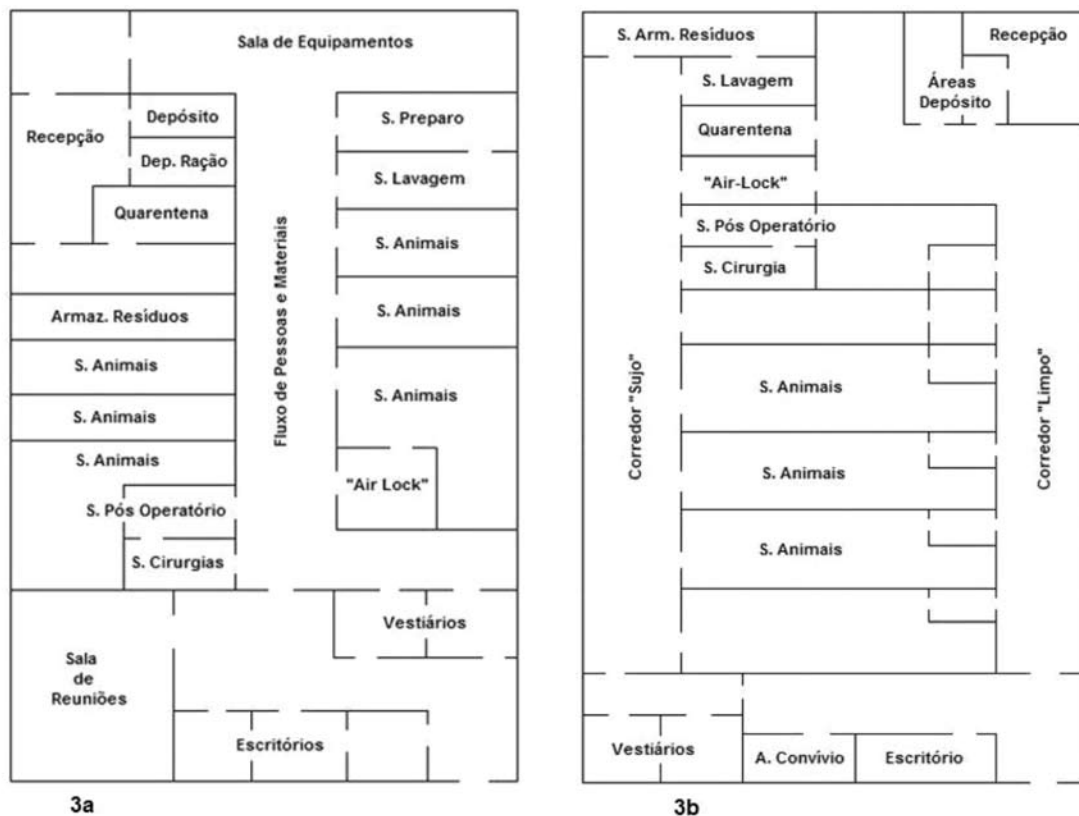 Sala de Equipamentos
Depósito
Recepção
Dep. Ração
Quarentena
Armaz. Resíduos
S. Animais
S. Animais
S. Animais
S. Pós Operatório
S. Cirurgias
Fluxo de Pessoas e Materiais
S. Preparo
S. Lavagem
S. Animais
S. Animais
S. Animais
"Air Lock"
Vestiários
Sala
de
Reuniões
Escritórios
3a
S. Arm. Resíduos
S. Lavagem
Quarentena
"Air-Lock"
S. Pós Operatório
S. Cirurgia
Recepção
Áreas
Depósito
Corredor "Sujo"
S. Animais
S. Animais
S. Animais
Corredor "Limpo"
Vestiários
A. Convívio
Escritório
3b